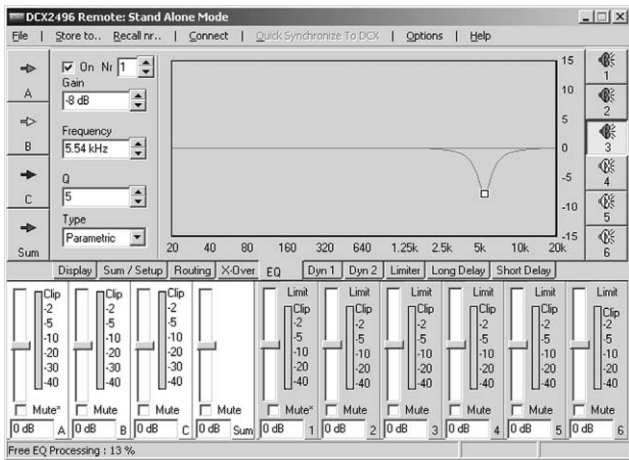 DCX2496 Remote: Stand Alone Mode
File | Store to.. Recall nr.. | Connect | Quick Synchronize To DCX | Options | Help
A
B
C
Sum
On Nr 1
Gain
-8 dB
Frequency
5.54 kHz
Q
5
Type
Parametric
15
10
5
0
-5
-10
-15
20 40 80 160 320 640 1.25k 2.5k 5k 10k 20k
1
2
3
4
5
6
Display Sum / Setup Routing X-Over EQ Dyn 1 Dyn 2 Limiter Long Delay Short Delay
Limit Limit Limit Limit Limit Limit
Clip Clip Clip Clip Clip Clip Clip Clip Clip
-2 -2 -2 -2 -2 -2 -2 -2 -2
-5 -5 -5 -5 -5 -5 -5 -5 -5
-10 -10 -10 -10 -10 -10 -10 -10 -10
-20 -20 -20 -20 -20 -20 -20 -20 -20
-30 -30 -30
-40 -40 -40 -40 -40 -40 -40 -40 -40
Mute* Mute Mute Mute Mute* Mute Mute Mute Mute Mute
0 dB A 0 dB B 0 dB C 0 dB Sum 0 dB 1 0 dB 2 0 dB 3 0 dB 4 0 dB 5 0 dB 6
Free EQ Processing : 13 %